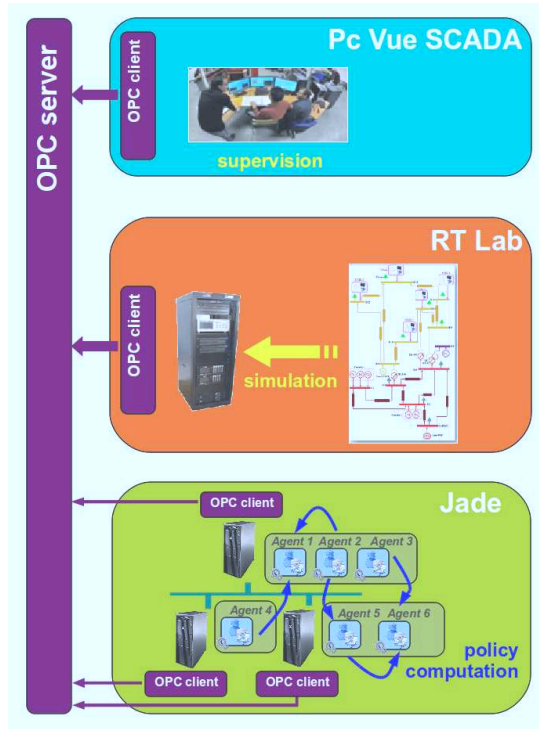 OPC server
Pc Vue SCADA
OPC client
supervision
RT Lab
OPC client
simulation
Jade
OPC client
Agent 1 Agent 2 Agent 3
Agent 4
Agent 5 Agent 6
policy
computation
OPC client
OPC client